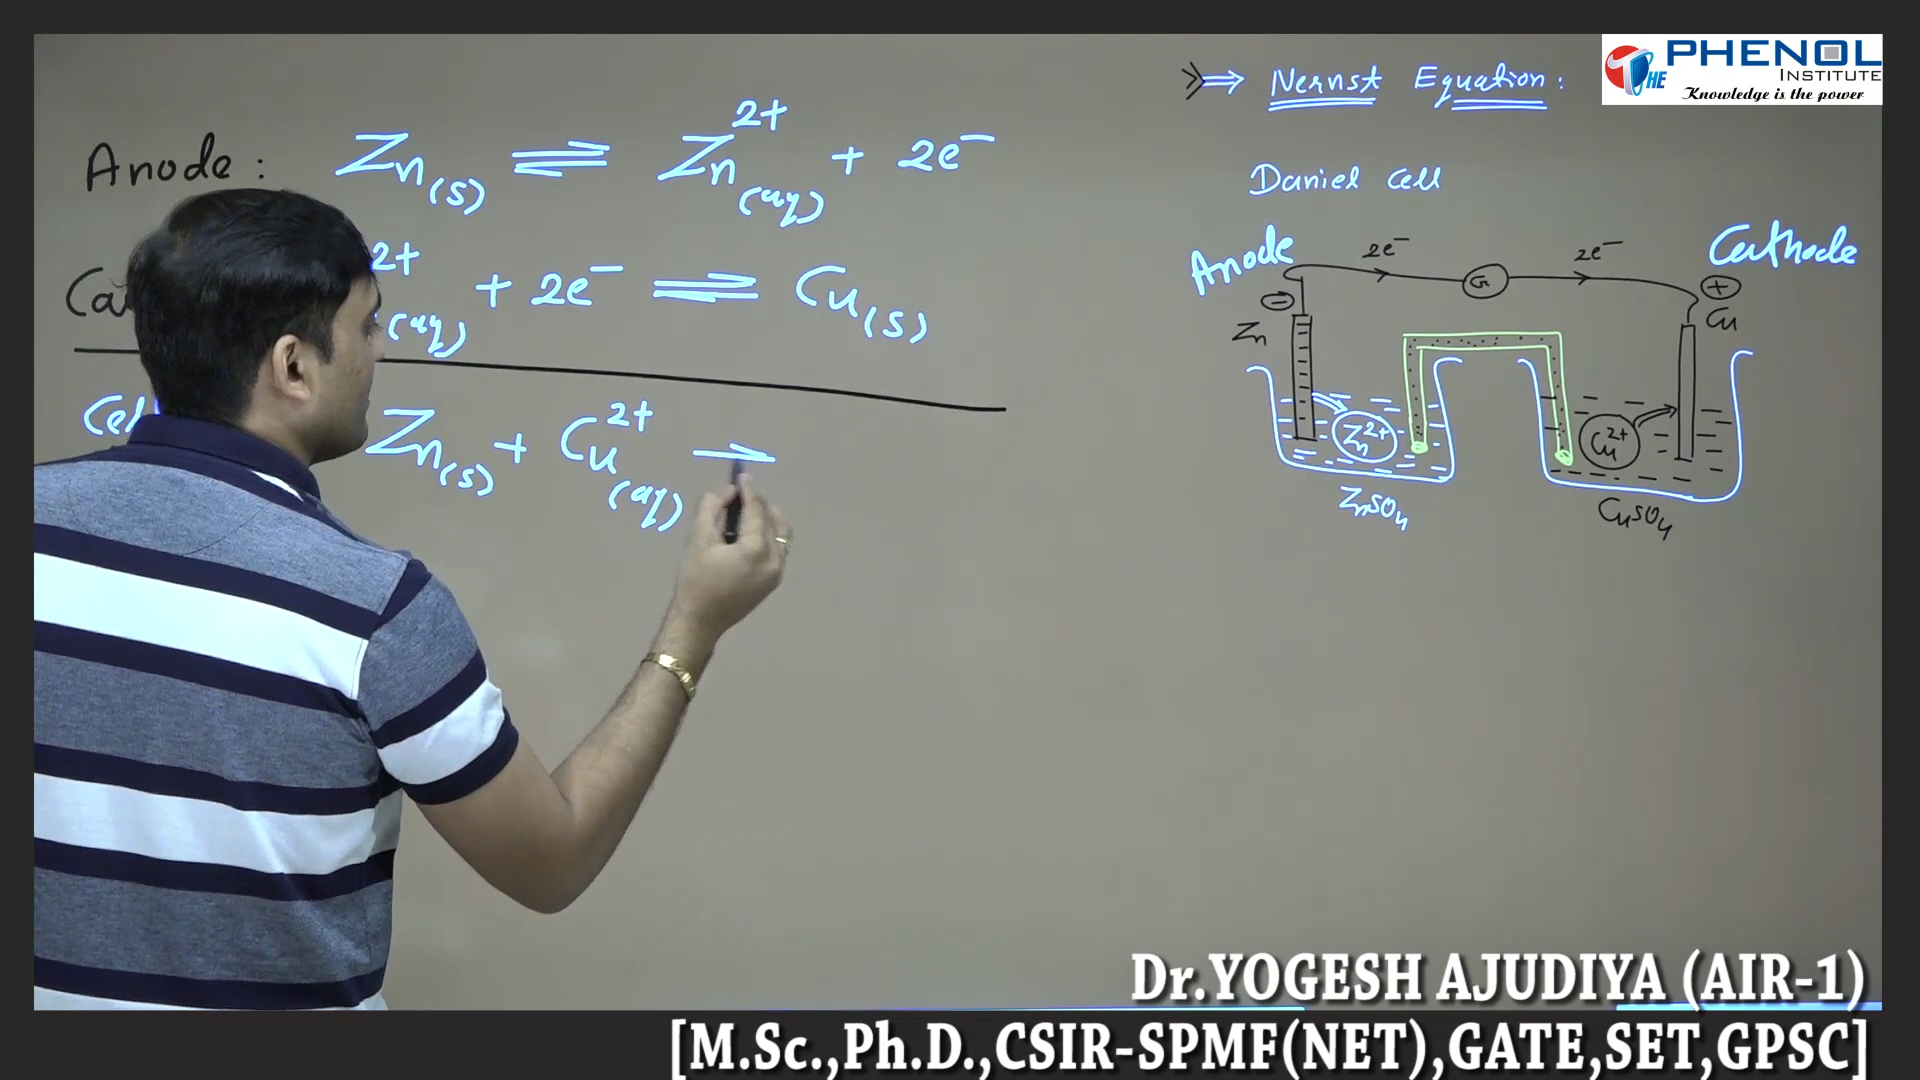 THE PHENOL
INSTITUTE
Knowledge is the power
⇒ Nernst Equation :
Daniel Cell
Anode : Zn(s) ⇌ Zn²⁺(aq) + 2e⁻
2+(aq) + 2e⁻ ⇌ Cu(s)
Zn(s) + Cu²⁺(aq) ⇌
Anode 2e⁻ G 2e⁻ Cathode
⊖ ⊕
Zn Cu
Zn²⁺ Cu²⁺
ZnSO₄ CuSO₄
Dr.YOGESH AJUDIYA (AIR-1)
[M.Sc.,Ph.D.,CSIR-SPMF(NET),GATE,SET,GPSC]